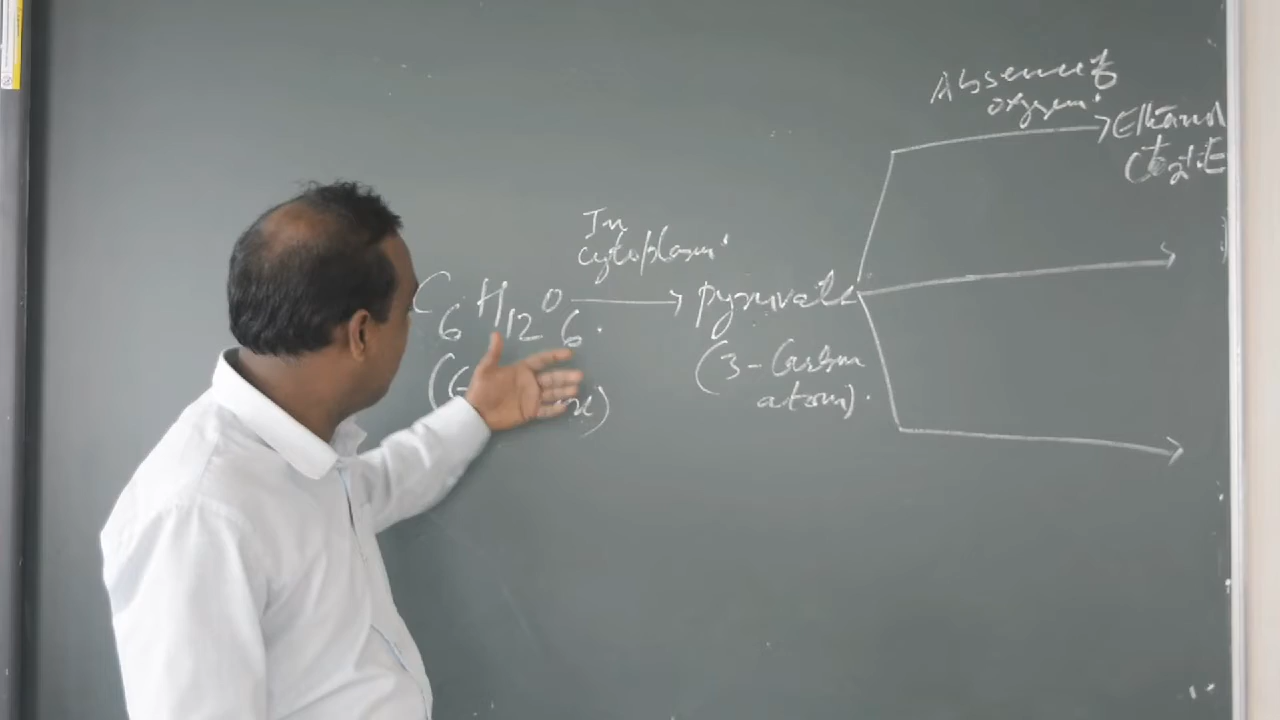 Absence of
oxygen.
Ethanol
In
cytoplasm.
C6H12O6.
pyruvate
(3-Carbon
atom).